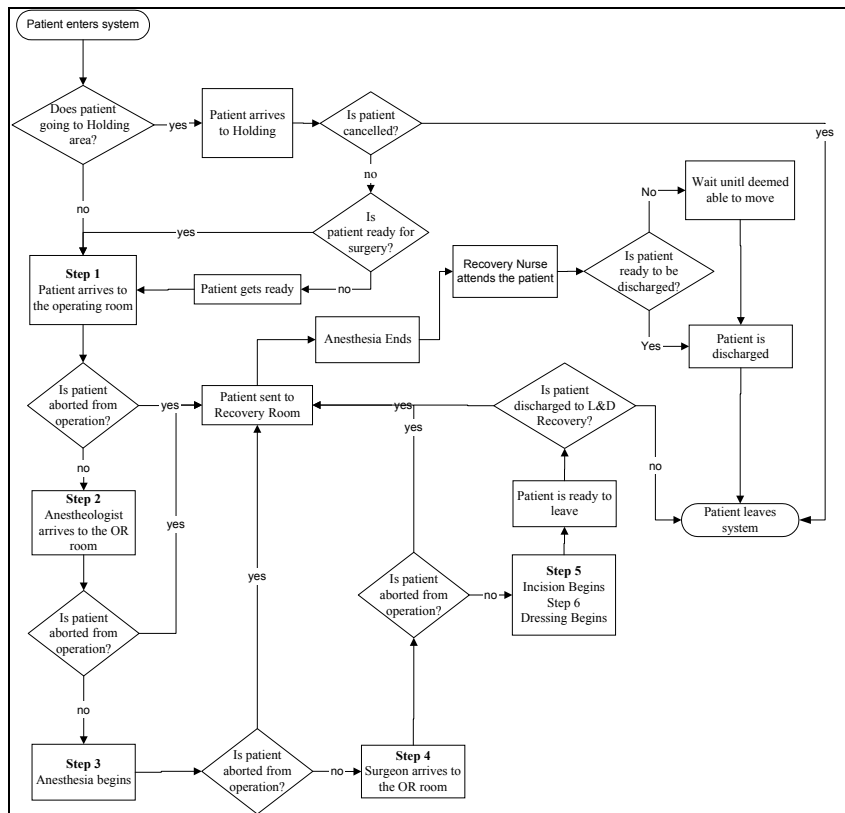 Patient enters system
Does patient
going to Holding
area?
yes
Patient arrives
to Holding
Is patient
cancelled?
yes
no
no
Is
patient ready for
surgery?
yes
no
Patient gets ready
Step 1
Patient arrives to
the operating room
Recovery Nurse
attends the patient
Is patient
ready to be
discharged?
No
Wait unitl deemed
able to move
Yes
Patient is
discharged
Anesthesia Ends
Is patient
aborted from
operation?
yes
Patient sent to
Recovery Room
yes
Is patient
discharged to L&D
Recovery?
no
yes
no
Step 2
Anestheologist
arrives to the OR
room
yes
Patient is ready to
leave
Patient leaves
system
Is patient
aborted from
operation?
no
yes
Is patient
aborted from
operation?
no
Step 5
Incision Begins
Step 6
Dressing Begins
Step 3
Anesthesia begins
Is patient
aborted from
operation?
no
Step 4
Surgeon arrives to
the OR room